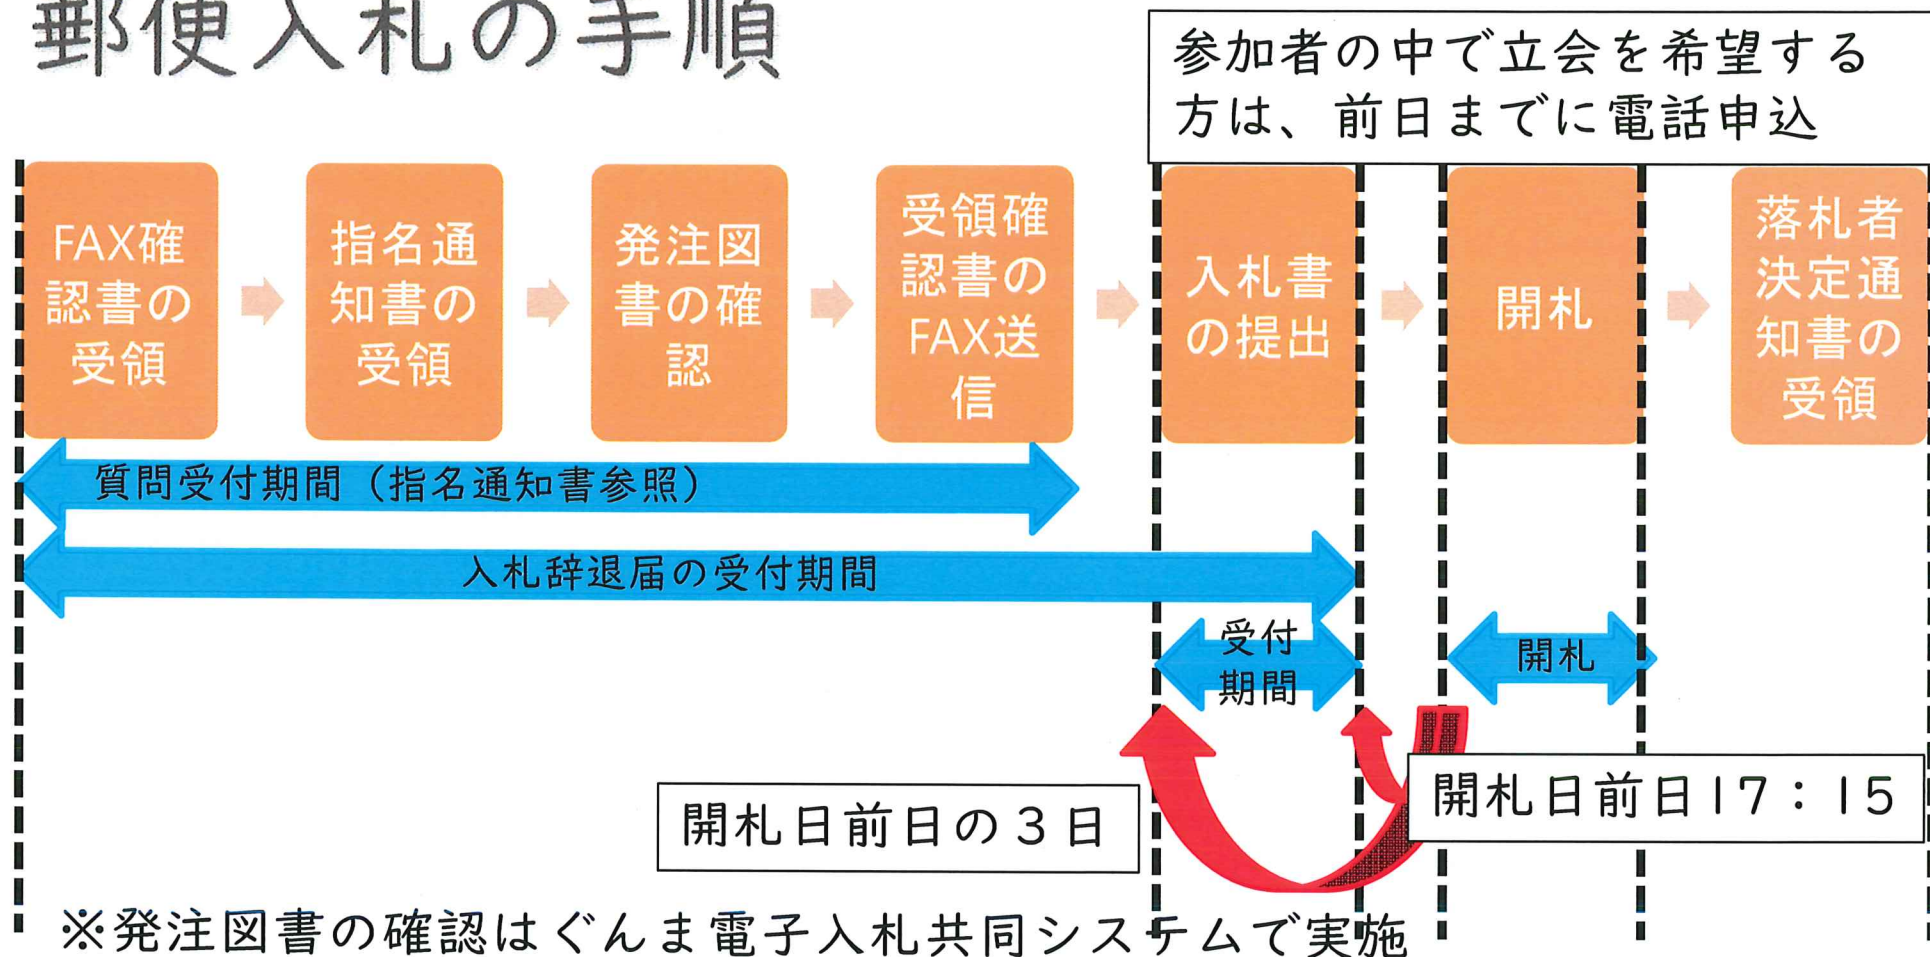 郵便入札の手順
参加者の中で立会を希望する
方は、前日までに電話申込
FAX確
認書の
受領
指名通
知書の
受領
発注図
書の確
認
受領確
認書の
FAX送
信
入札書
の提出
開札
落札者
決定通
知書の
受領
質問受付期間（指名通知書参照）
入札辞退届の受付期間
受付
期間
開札
開札日前日の３日
開札日前日17：15
※発注図書の確認はぐんま電子入札共同システムで実施